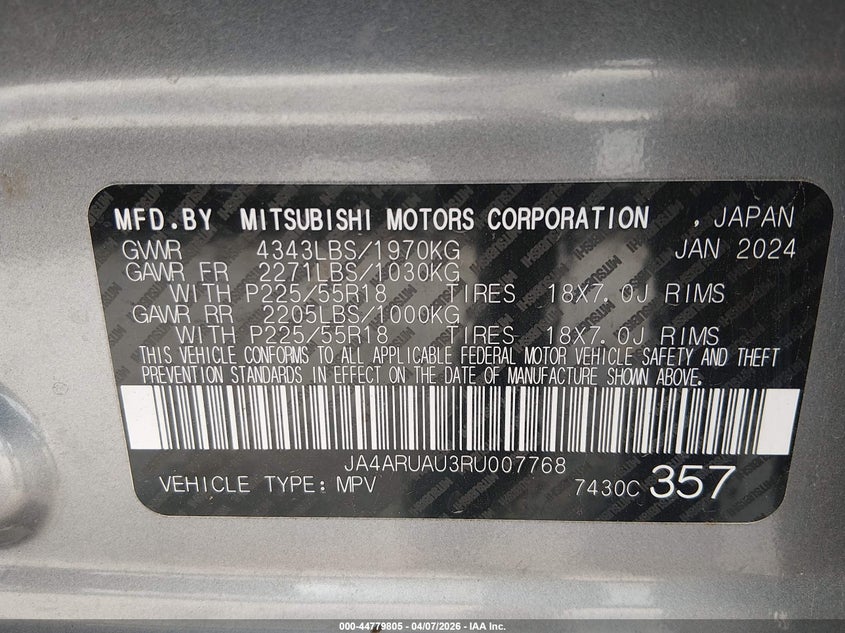 MFD.BY MITSUBISHI MOTORS CORPORATION , JAPAN
GVWR 4343LBS/1970KG JAN 2024
GAWR FR 2271LBS/1030KG
WITH P225/55R18 TIRES 18X7.0J RIMS
GAWR RR 2205LBS/1000KG
WITH P225/55R18 TIRES 18X7.0J RIMS
THIS VEHICLE CONFORMS TO ALL APPLICABLE FEDERAL MOTOR VEHICLE SAFETY AND THEFT
PREVENTION STANDARDS IN EFFECT ON THE DATE OF MANUFACTURE SHOWN ABOVE.
JA4ARUAU3RU007768
VEHICLE TYPE: MPV 7430C 357
000-44779805 - 04/07/2026 - IAA Inc.